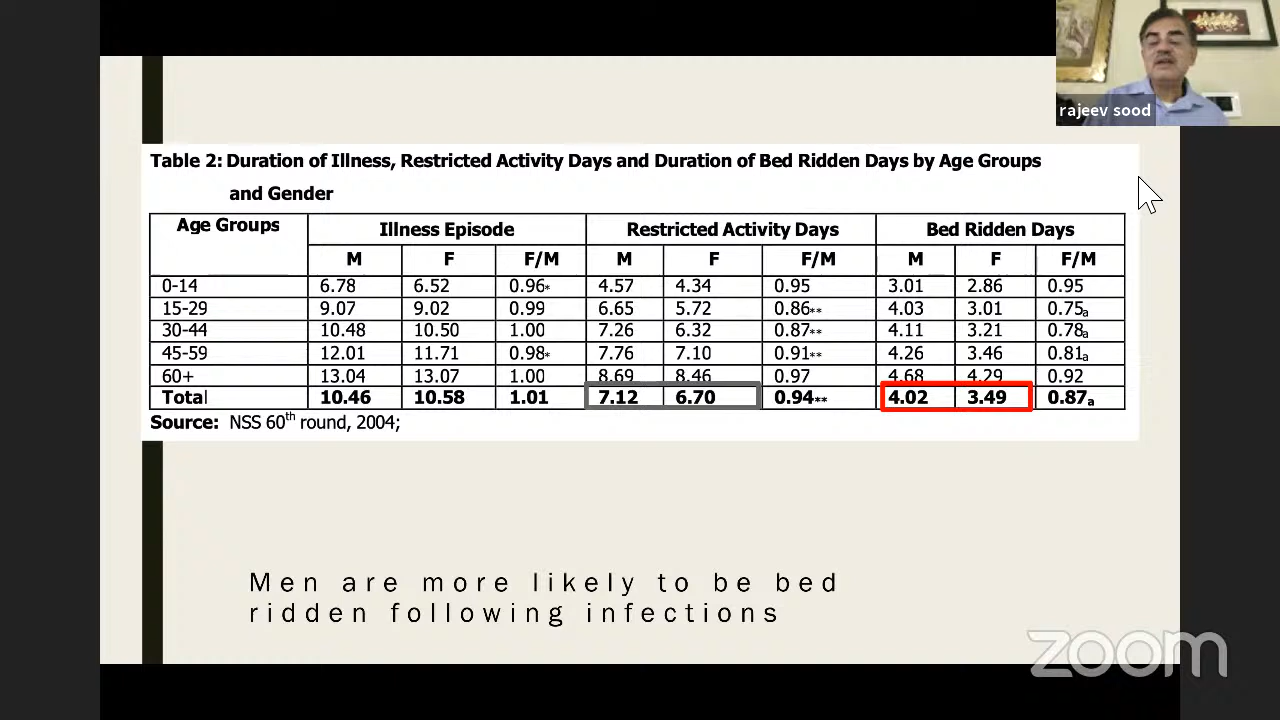 rajeev sood
Table 2: Duration of Illness, Restricted Activity Days and Duration of Bed Ridden Days by Age Groups
and Gender
Age Groups Illness Episode Restricted Activity Days Bed Ridden Days
M F F/M M F F/M M F F/M
0-14 6.78 6.52 0.96* 4.57 4.34 0.95 3.01 2.86 0.95
15-29 9.07 9.02 0.99 6.65 5.72 0.86** 4.03 3.01 0.75a
30-44 10.48 10.50 1.00 7.26 6.32 0.87** 4.11 3.21 0.78a
45-59 12.01 11.71 0.98* 7.76 7.10 0.91** 4.26 3.46 0.81a
60+ 13.04 13.07 1.00 8.69 8.46 0.97 4.68 4.29 0.92
Total 10.46 10.58 1.01 7.12 6.70 0.94** 4.02 3.49 0.87a
Source: NSS 60th round, 2004;
Men are more likely to be bed
ridden following infections
zoom